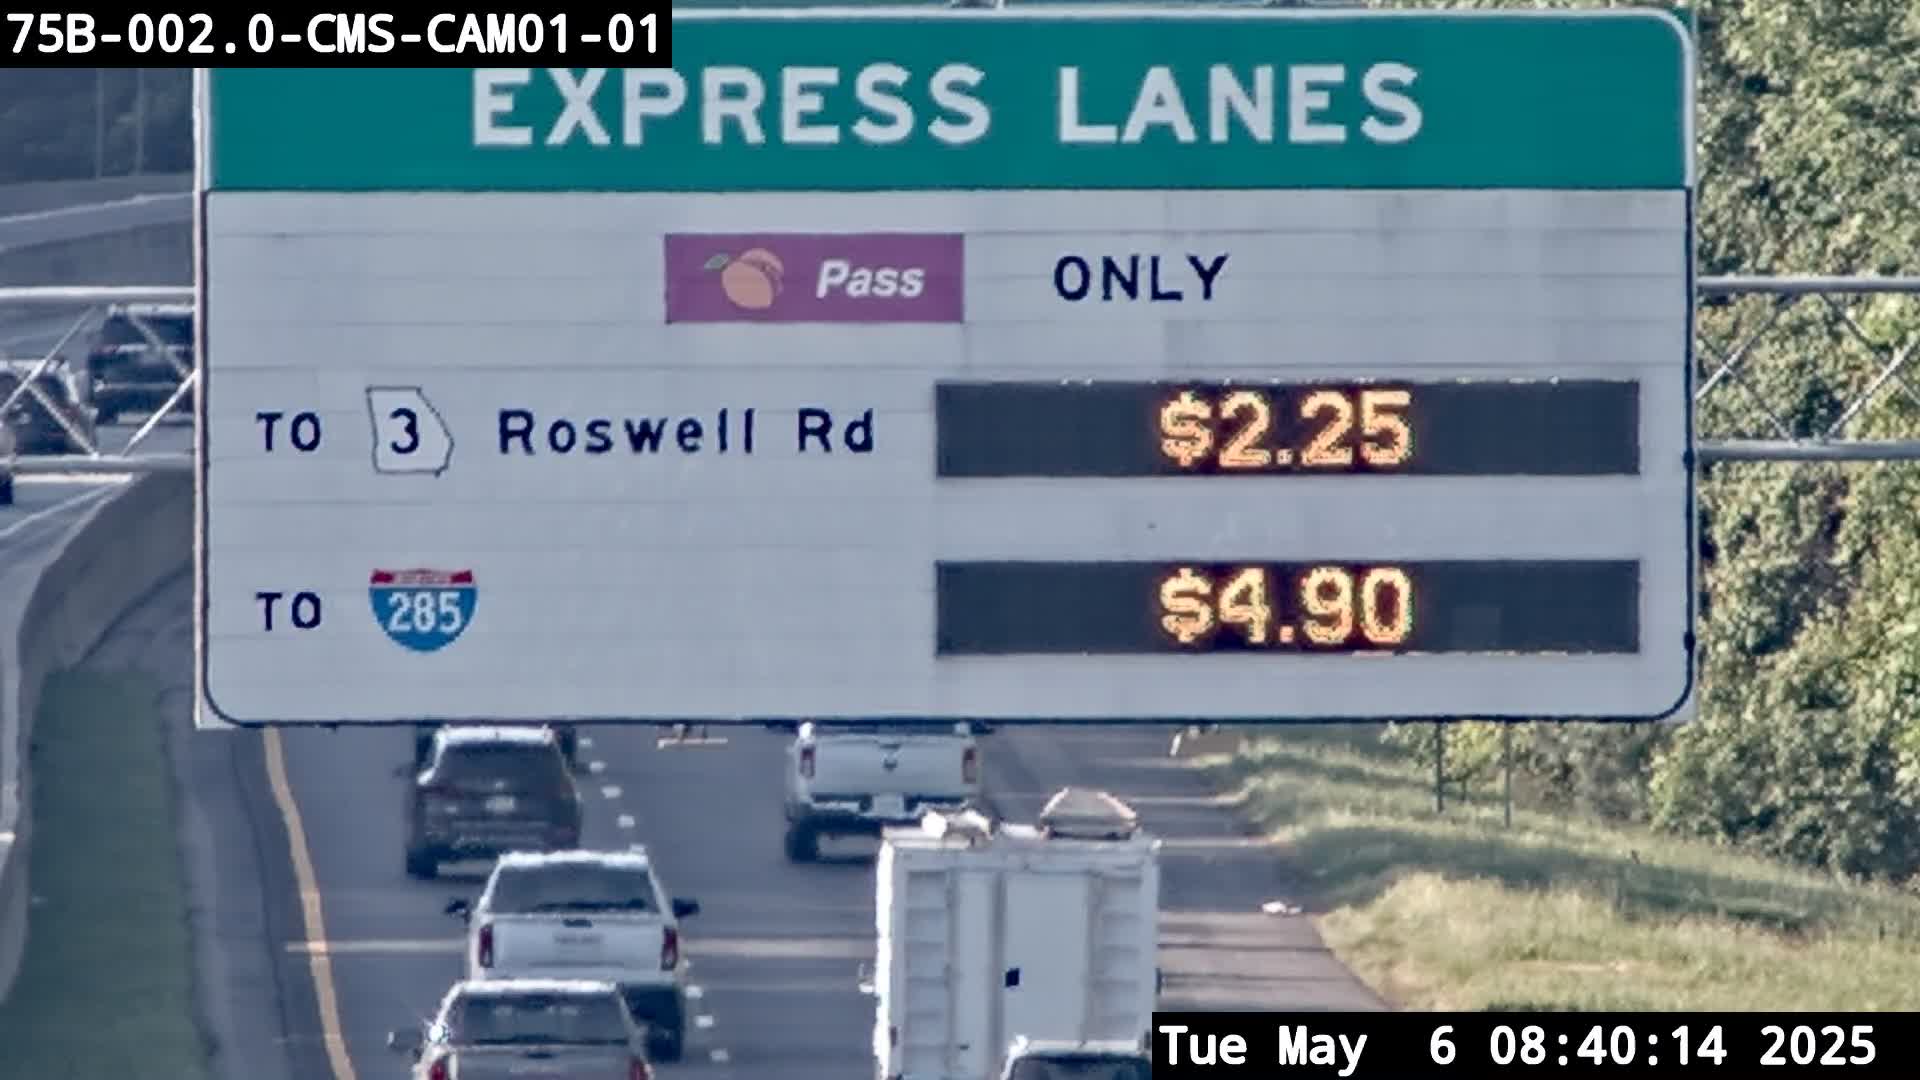 75B-002.0-CMS-CAM01-01
EXPRESS LANES
Pass ONLY
TO 3 Roswell Rd $2.25
TO 285 $4.90
Tue May 6 08:40:14 2025